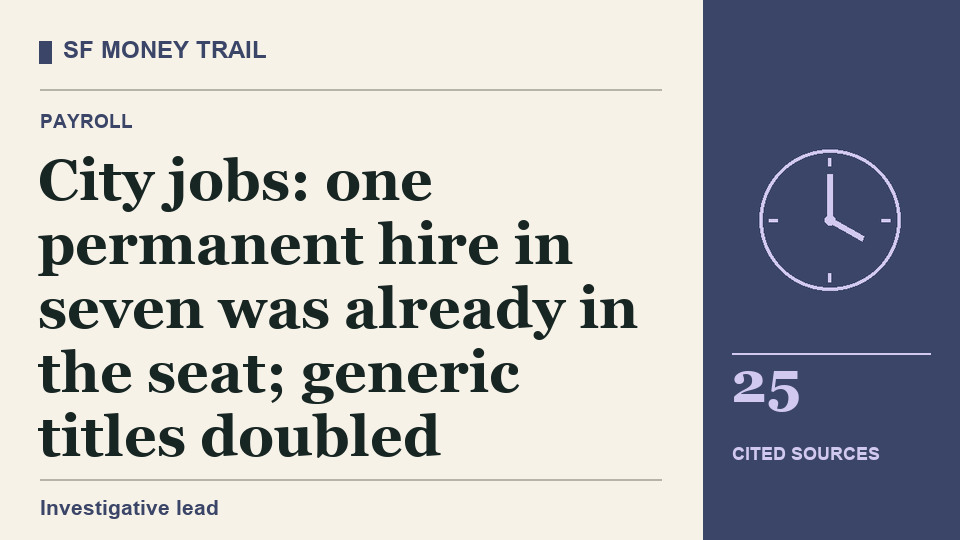 SF MONEY TRAIL
PAYROLL
City jobs: one
permanent hire in
seven was already in
the seat; generic
titles doubled
Investigative lead
25
CITED SOURCES